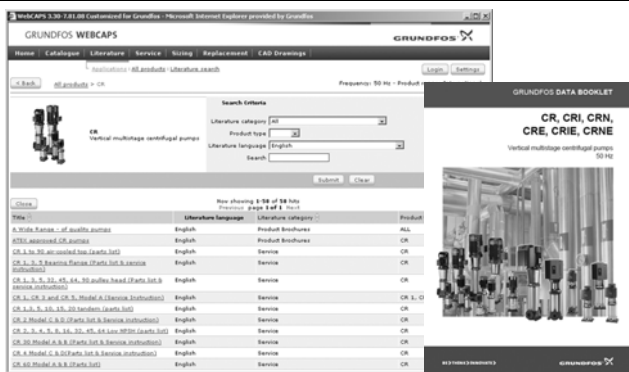 WebCAPS 3.30-7.01.08 Customized for Grundfos - Microsoft Internet Explorer provided by Grundfos
GRUNDFOS WEBCAPS
GRUNDFOS
Home Catalogue Literature Service Sizing Replacement CAD Drawings
Applications · All products · Literature search
Login Settings
< Back All products > CR
Frequency: 50 Hz - Product
CR
Vertical multistage centrifugal pumps
Search Criteria
Literature category All
Product type
Literature language English
Search
Submit Clear
Close
Now showing 1-58 of 58 hits
Previous page 1 of 1 Next
Title Literature language Literature category Product
A Wide Range - of quality pumps English Product Brochures ALL
ATEX approved CR pumps English Product Brochures CR
CR 1 to 90 air-cooled top (parts list) English Service CR
CR 1, 3, 5 Bearing flange (Parts list & service instruction) English Service CR
CR 1, 3, 5, 32, 45, 64, 90 pulley head (Parts list & service instruction) English Service CR
CR 1, CR 3 and CR 5, Model A (Service Instruction) English Service CR 1, C
CR 1,3, 5, 10, 15, 20 tandem (parts list) English Service CR
CR 2 Model C & D (Parts list & Service instruction) English Service CR
CR 2, 3, 4, 5, 8, 16, 32, 45, 64 Low NPSH (parts list) English Service CR
CR 30 Model A & B (Parts list & Service instruction) English Service CR
CR 4 Model C & D(Parts list & Service instruction) English Service CR
CR 60 Model A & B (Parts list) English Service CR
GRUNDFOS DATA BOOKLET
CR, CRI, CRN,
CRE, CRIE, CRNE
Vertical multistage centrifugal pumps
50 Hz
BE > THINK > INNOVATE >
GRUNDFOS